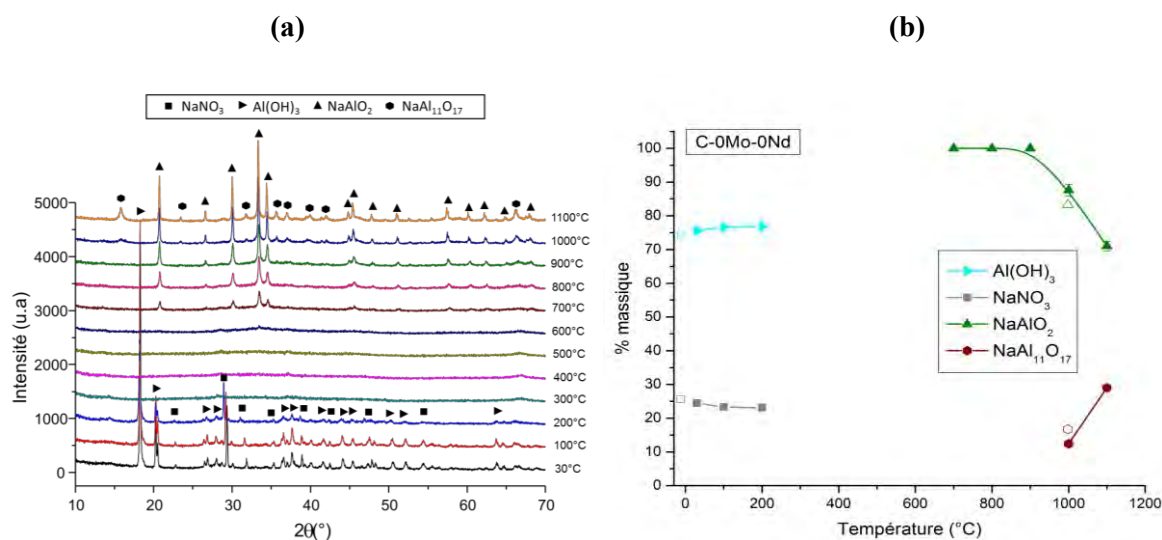 (a)
(b)
■ NaNO3 ► Al(OH)3 ▲ NaAlO2 ⬢ NaAl11O17
5000
4000
3000
2000
1000
0
Intensité (u.a)
1100°C
1000°C
900°C
800°C
700°C
600°C
500°C
400°C
300°C
200°C
100°C
30°C
10 20 30 40 50 60 70
2θ(°)
C-0Mo-0Nd
100
90
80
70
60
50
40
30
20
10
0
% massique
Al(OH)3
NaNO3
NaAlO2
NaAl11O17
0 200 400 600 800 1000 1200
Température (°C)